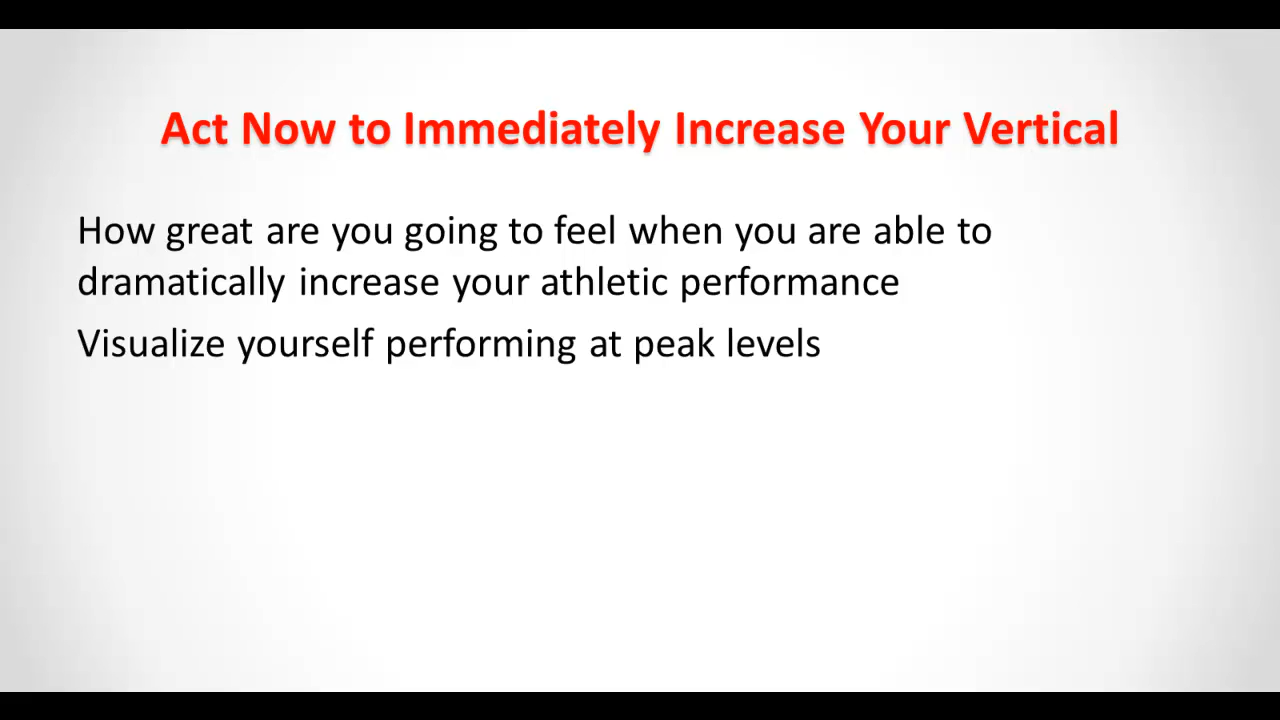 Act Now to Immediately Increase Your Vertical
How great are you going to feel when you are able to
dramatically increase your athletic performance
Visualize yourself performing at peak levels